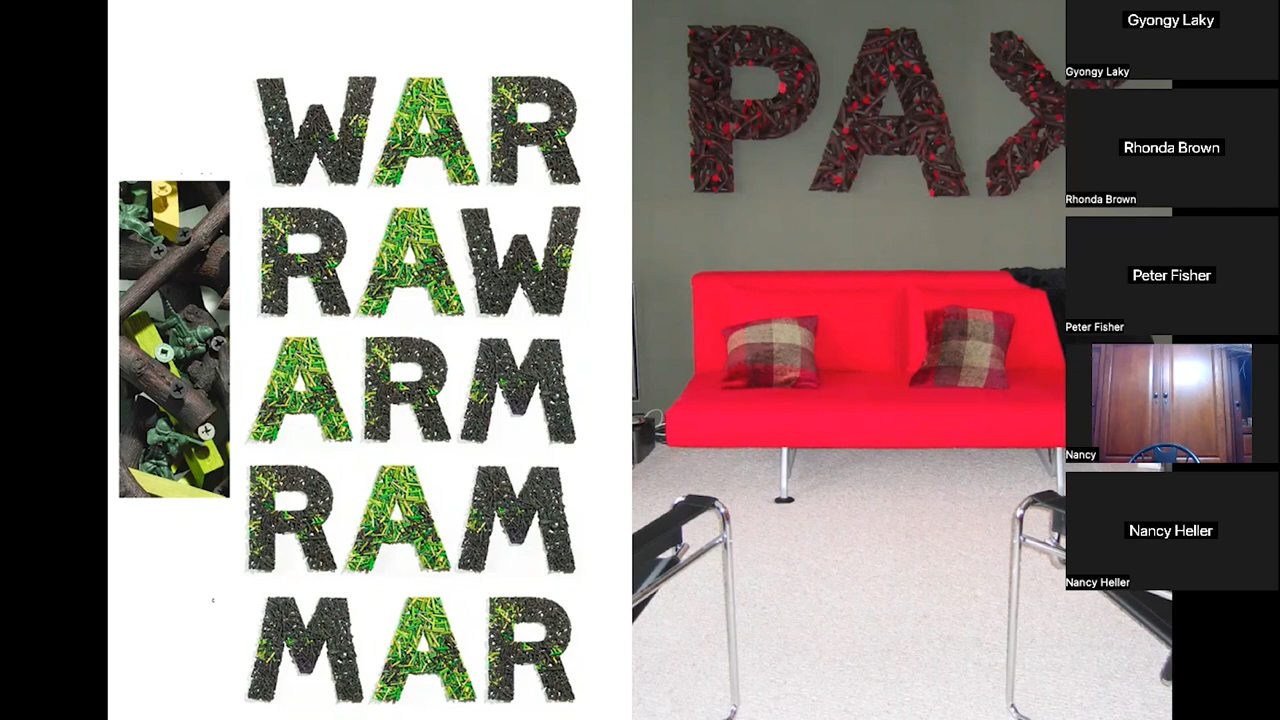 WAR
RAW
ARM
RAM
MAR
PAX
Gyongy Laky
Gyongy Laky
Rhonda Brown
Rhonda Brown
Peter Fisher
Peter Fisher
Nancy
Nancy Heller
Nancy Heller